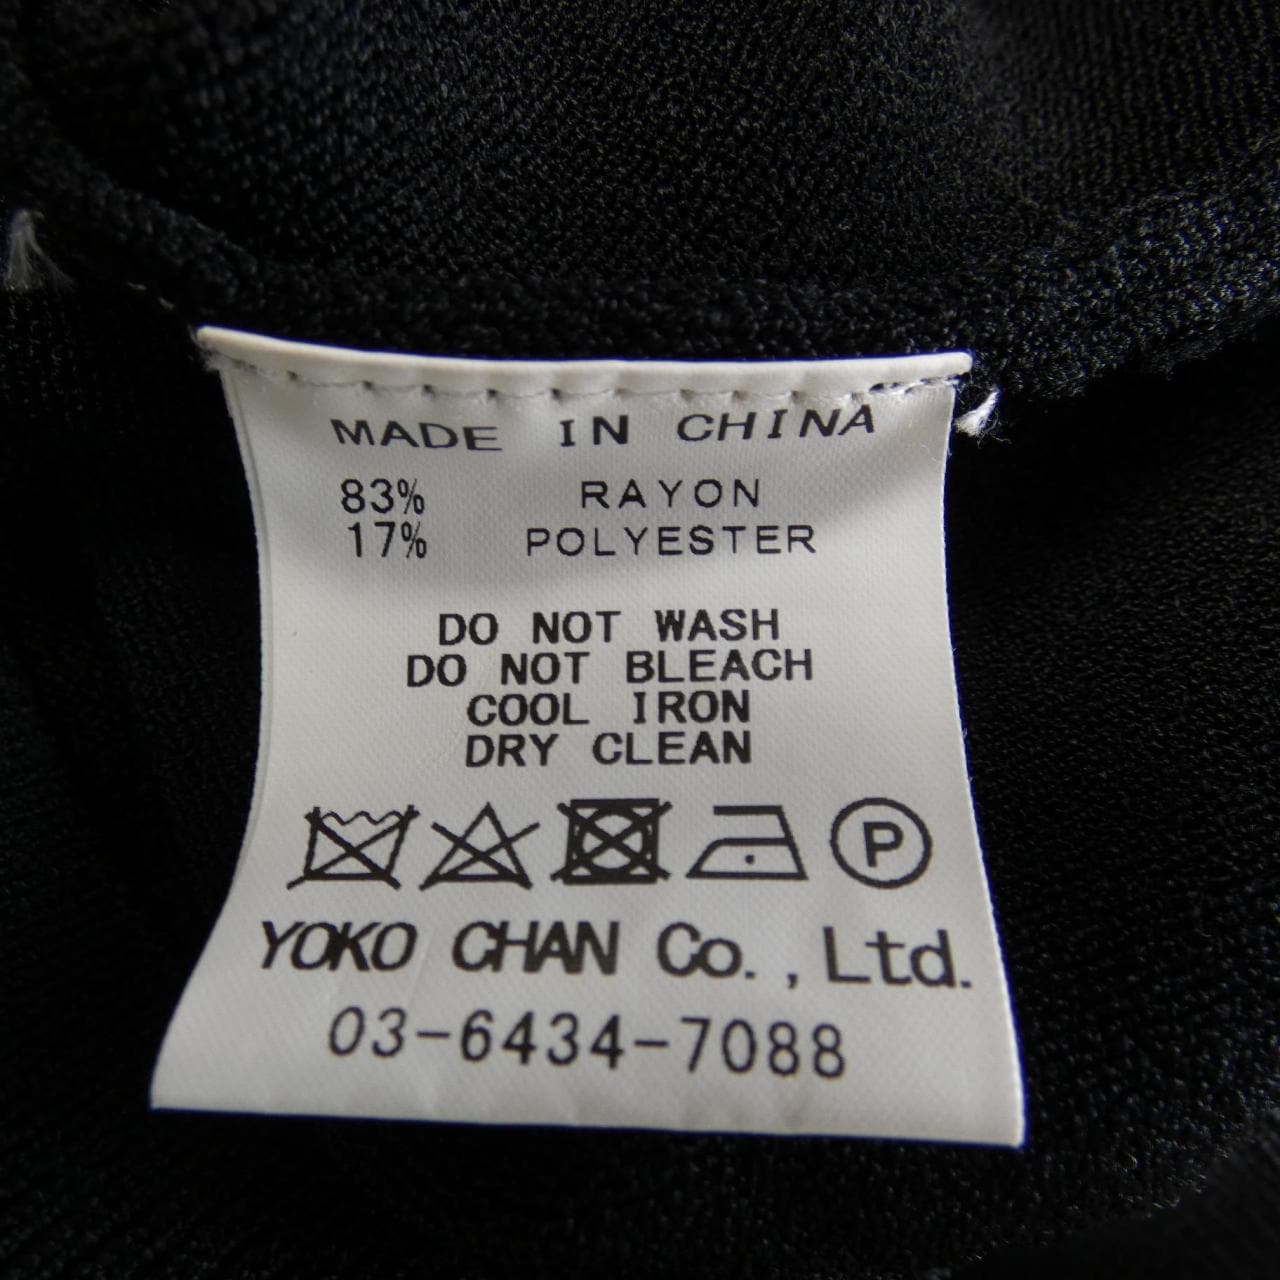 MADE IN CHINA
83% RAYON
17% POLYESTER
DO NOT WASH
DO NOT BLEACH
COOL IRON
DRY CLEAN
P
YOKO CHAN Co., Ltd.
03-6434-7088